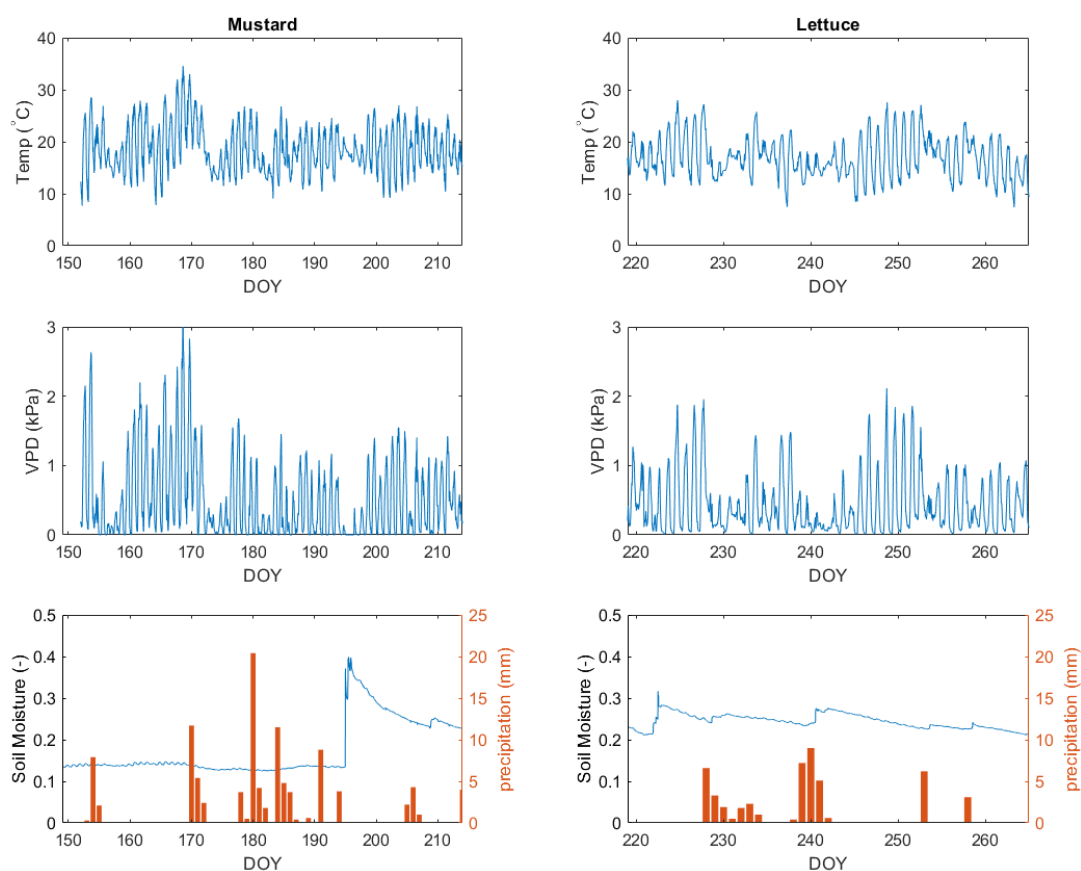 Mustard
40
30
20
10
0
Temp (°C)
150 160 170 180 190 200 210
DOY
Lettuce
40
30
20
10
0
Temp (°C)
220 230 240 250 260
DOY
3
2
1
0
VPD (kPa)
150 160 170 180 190 200 210
DOY
3
2
1
0
VPD (kPa)
220 230 240 250 260
DOY
0.5
0.4
0.3
0.2
0.1
0
Soil Moisture (-)
25
20
15
10
5
0
precipitation (mm)
150 160 170 180 190 200 210
DOY
0.5
0.4
0.3
0.2
0.1
0
Soil Moisture (-)
25
20
15
10
5
0
precipitation (mm)
220 230 240 250 260
DOY